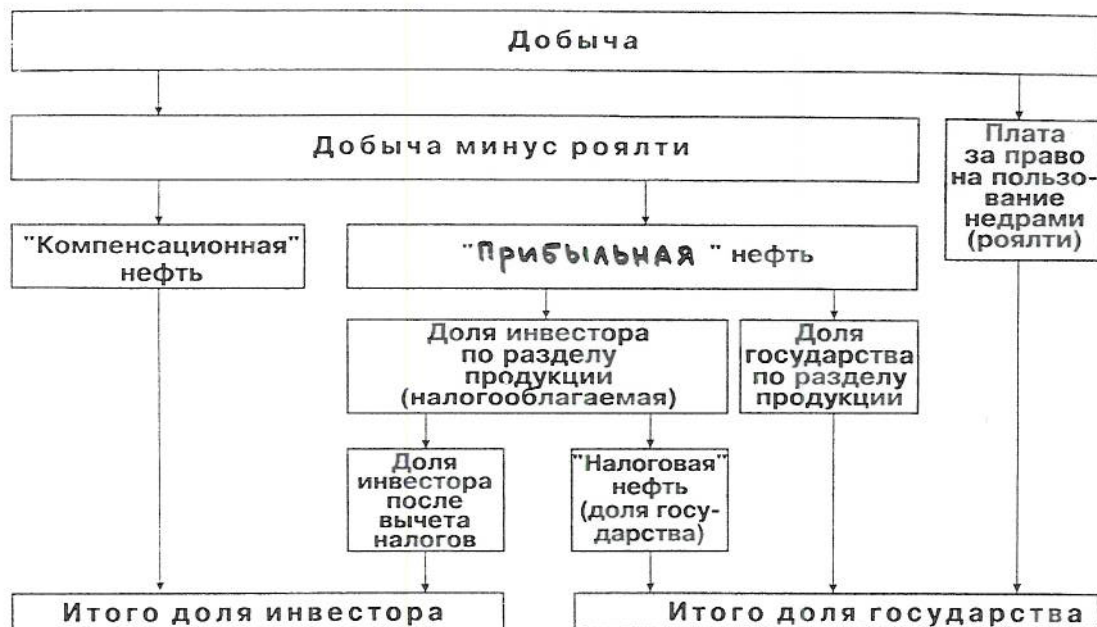 Добыча
Добыча минус роялти
Плата
за право
на пользо-
вание
недрами
(роялти)
"Компенсационная"
нефть
"ПРИБЫЛЬНАЯ" нефть
Доля инвестора
по разделу
продукции
(налогооблагаемая)
Доля
государства
по разделу
продукции
Доля
инвестора
после
вычета
налогов
"Налоговая"
нефть
(доля госу-
дарства)
Итого доля инвестора
Итого доля государства